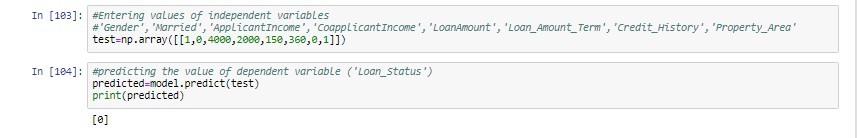 In [103]: #Entering values of independent variables
#'Gender','Married','ApplicantIncome','CoapplicantIncome','LoanAmount','Loan_Amount_Term','Credit_History','Property_Area'
test=np.array([[1,0,4000,2000,150,360,0,1]])
In [104]: #predicting the value of dependent variable ('Loan_Status')
predicted=model.predict(test)
print(predicted)
[0]